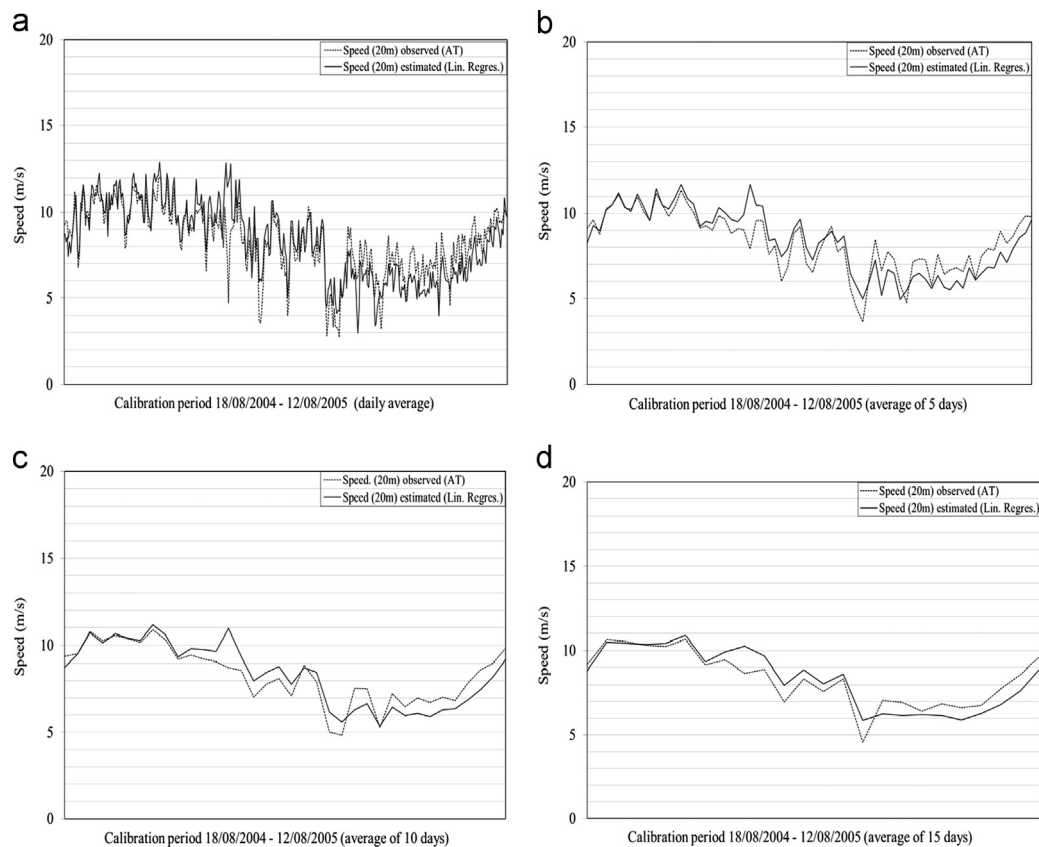 a
20
15
10
5
0
Speed (m/s)
Speed (20m) observed (AT)
Speed (20m) estimated (Lin. Regres.)
Calibration period 18/08/2004 - 12/08/2005 (daily average)
b
20
15
10
5
0
Speed (m/s)
Speed (20m) observed (AT)
Speed (20m) estimated (Lin. Regres.)
Calibration period 18/08/2004 - 12/08/2005 (average of 5 days)
c
20
15
10
5
0
Speed (m/s)
Speed. (20m) observed (AT)
Speed (20m) estimated (Lin. Regres.)
Calibration period 18/08/2004 - 12/08/2005 (average of 10 days)
d
20
15
10
5
0
Speed (m/s)
Speed (20m) observed (AT)
Speed (20m) estimated (Lin. Regres.)
Calibration period 18/08/2004 - 12/08/2005 (average of 15 days)